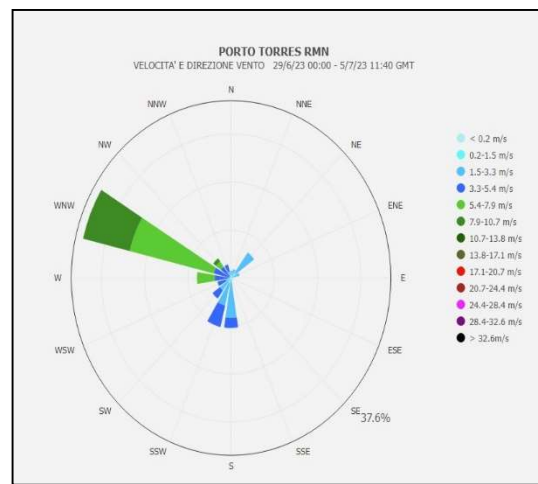 PORTO TORRES RMN
VELOCITA' E DIREZIONE VENTO 29/6/23 00:00 - 5/7/23 11:40 GMT
N
NNW
NNE
NW
NE
WNW
ENE
W
E
WSW
ESE
SW
SE
37.6%
SSW
SSE
S
< 0.2 m/s
0.2-1.5 m/s
1.5-3.3 m/s
3.3-5.4 m/s
5.4-7.9 m/s
7.9-10.7 m/s
10.7-13.8 m/s
13.8-17.1 m/s
17.1-20.7 m/s
20.7-24.4 m/s
24.4-28.4 m/s
28.4-32.6 m/s
> 32.6m/s